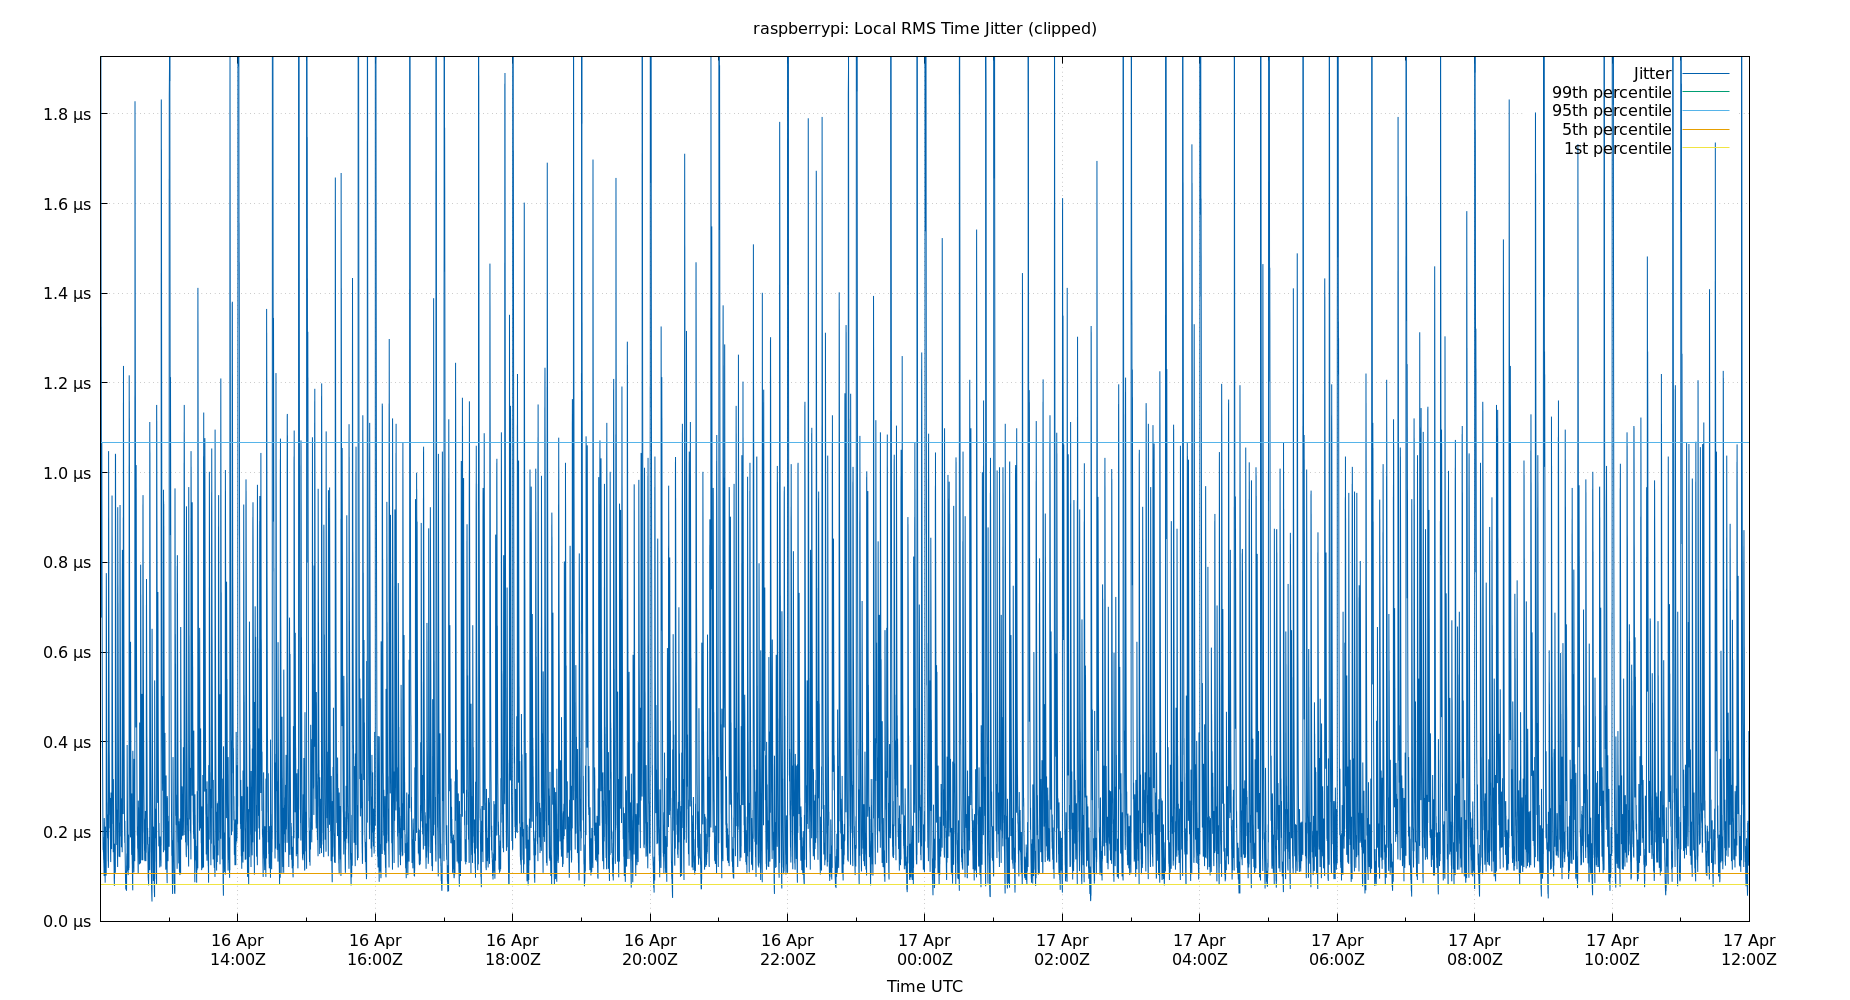 raspberrypi: Local RMS Time Jitter (clipped)
Jitter
99th percentile
95th percentile
5th percentile
1st percentile
1.8 µs
1.6 µs
1.4 µs
1.2 µs
1.0 µs
0.8 µs
0.6 µs
0.4 µs
0.2 µs
0.0 µs
16 Apr 16 Apr 16 Apr 16 Apr 16 Apr 17 Apr 17 Apr 17 Apr 17 Apr 17 Apr 17 Apr 17 Apr
14:00Z 16:00Z 18:00Z 20:00Z 22:00Z 00:00Z 02:00Z 04:00Z 06:00Z 08:00Z 10:00Z 12:00Z
Time UTC